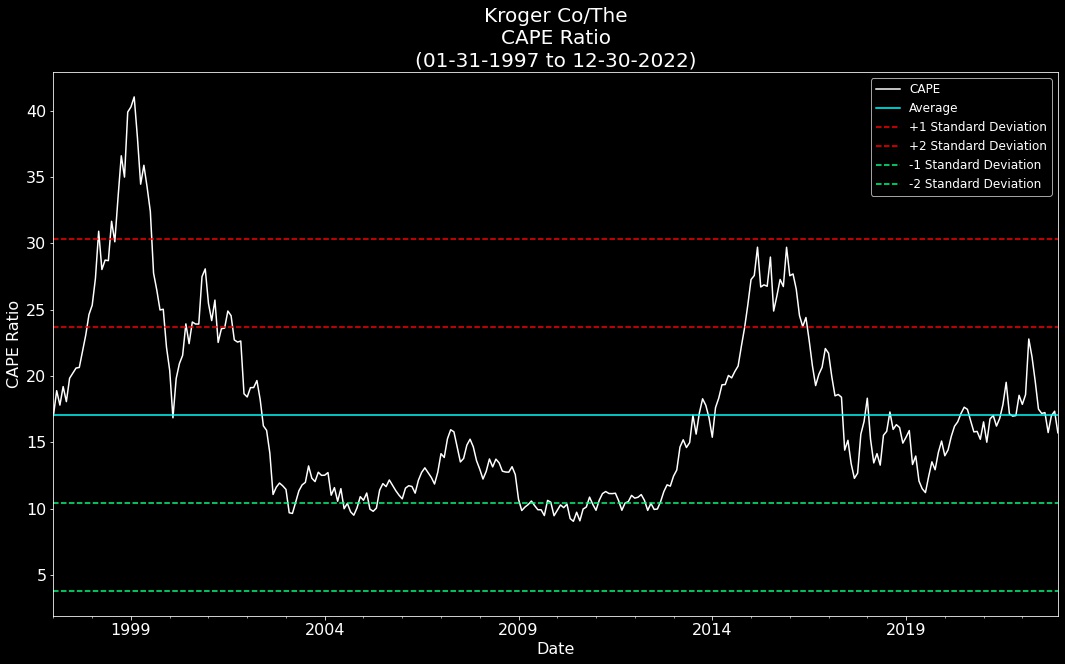 Kroger Co/The
CAPE Ratio
(01-31-1997 to 12-30-2022)
CAPE
Average
+1 Standard Deviation
+2 Standard Deviation
-1 Standard Deviation
-2 Standard Deviation
CAPE Ratio
40
35
30
25
20
15
10
5
1999 2004 2009 2014 2019
Date